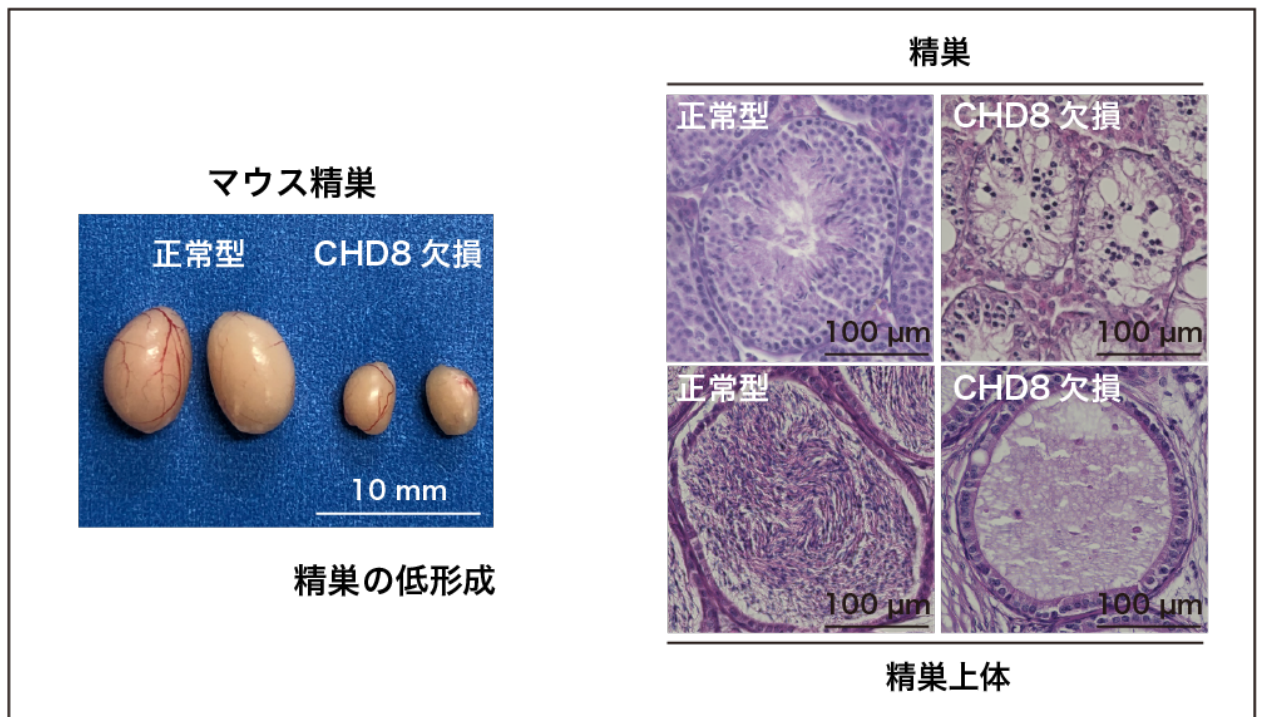 マウス精巣
正常型 CHD8 欠損
10 mm
精巣の低形成
精巣
正常型 CHD8 欠損
100 µm 100 µm
正常型 CHD8 欠損
100 µm 100 µm
精巣上体